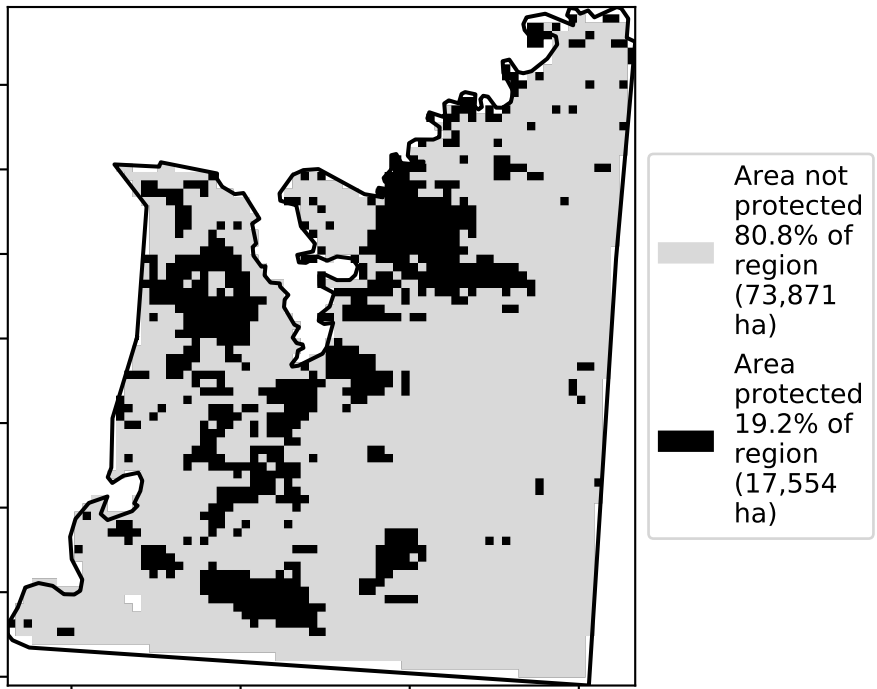 Area not
protected
80.8% of
region
(73,871
ha)
Area
protected
19.2% of
region
(17,554
ha)